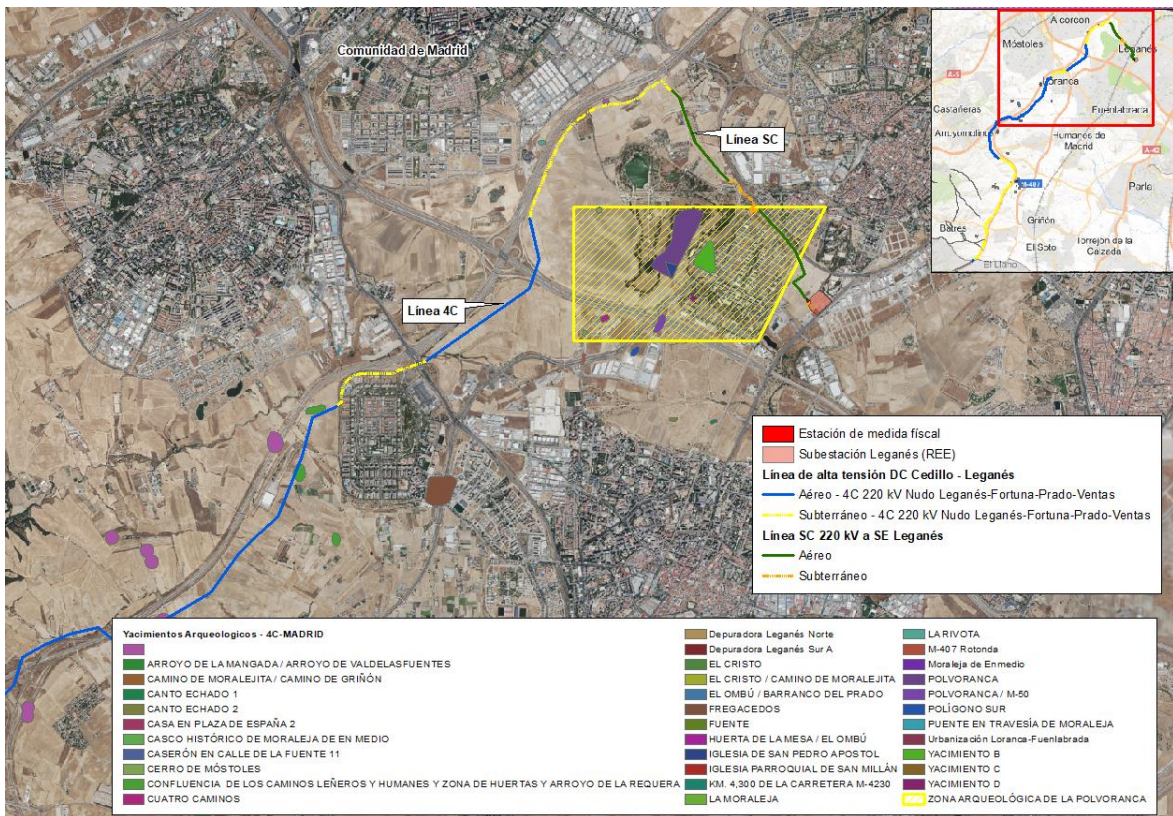 Comunidad de Madrid
Línea SC
Línea 4C
A corcon
Móstoles
Leganés
A-5
Loranca
Castañeras
Fuenlabrada
Arroyomolinos
Humanes de
Madrid
A-42
M-407
Parla
Griñón
Batres
El Soto
Torrejón de la
Calzada
El Llano
Estación de medida físcal
Subestación Leganés (REE)
Línea de alta tensión DC Cedillo - Leganés
Aéreo - 4C 220 kV Nudo Leganés-Fortuna-Prado-Ventas
Subterráneo - 4C 220 kV Nudo Leganés-Fortuna-Prado-Ventas
Línea SC 220 kV a SE Leganés
Aéreo
Subterráneo
Yacimientos Arqueologicos - 4C-MADRID
ARROYO DE LA MANGADA / ARROYO DE VALDELASFUENTES
CAMINO DE MORALEJITA / CAMINO DE GRIÑÓN
CANTO ECHADO 1
CANTO ECHADO 2
CASA EN PLAZA DE ESPAÑA 2
CASCO HISTÓRICO DE MORALEJA DE EN MEDIO
CASERÓN EN CALLE DE LA FUENTE 11
CERRO DE MÓSTOLES
CONFLUENCIA DE LOS CAMINOS LEÑEROS Y HUMANES Y ZONA DE HUERTAS Y ARROYO DE LA REQUERA
CUATRO CAMINOS
Depuradora Leganés Norte
Depuradora Leganés Sur A
EL CRISTO
EL CRISTO / CAMINO DE MORALEJITA
EL OMBÚ / BARRANCO DEL PRADO
FREGACEDOS
FUENTE
HUERTA DE LA MESA / EL OMBÚ
IGLESIA DE SAN PEDRO APOSTOL
IGLESIA PARROQUIAL DE SAN MILLÁN
KM. 4,300 DE LA CARRETERA M-4230
LA MORALEJA
LA RIVOTA
M-407 Rotonda
Moraleja de Enmedio
POLVORANCA
POLVORANCA / M-50
POLÍGONO SUR
PUENTE EN TRAVESÍA DE MORALEJA
Urbanización Loranca-Fuenlabrada
YACIMIENTO B
YACIMIENTO C
YACIMIENTO D
ZONA ARQUEOLÓGICA DE LA POLVORANCA